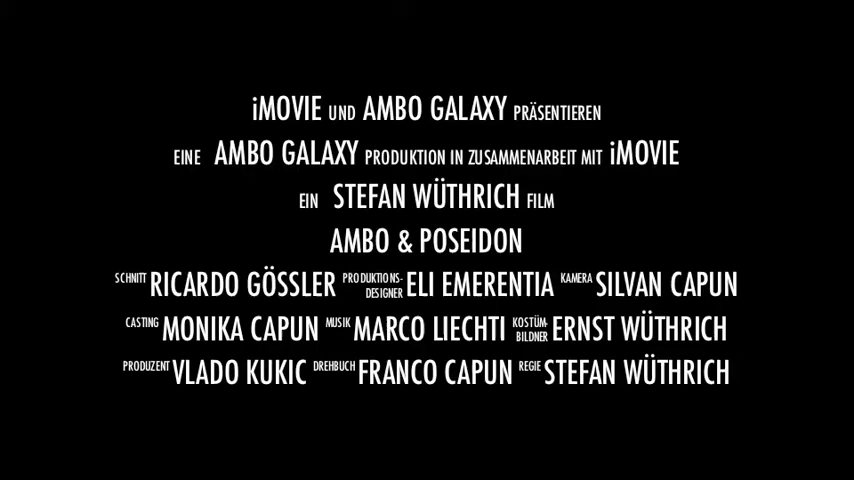 iMOVIE UND AMBO GALAXY PRÄSENTIEREN
EINE AMBO GALAXY PRODUKTION IN ZUSAMMENARBEIT MIT iMOVIE
EIN STEFAN WÜTHRICH FILM
AMBO & POSEIDON
SCHNITT RICARDO GÖSSLER PRODUKTIONS-DESIGNER ELI EMERENTIA KAMERA SILVAN CAPUN
CASTING MONIKA CAPUN MUSIK MARCO LIECHTI KOSTÜM-BILDNER ERNST WÜTHRICH
PRODUZENT VLADO KUKIC DREHBUCH FRANCO CAPUN REGIE STEFAN WÜTHRICH